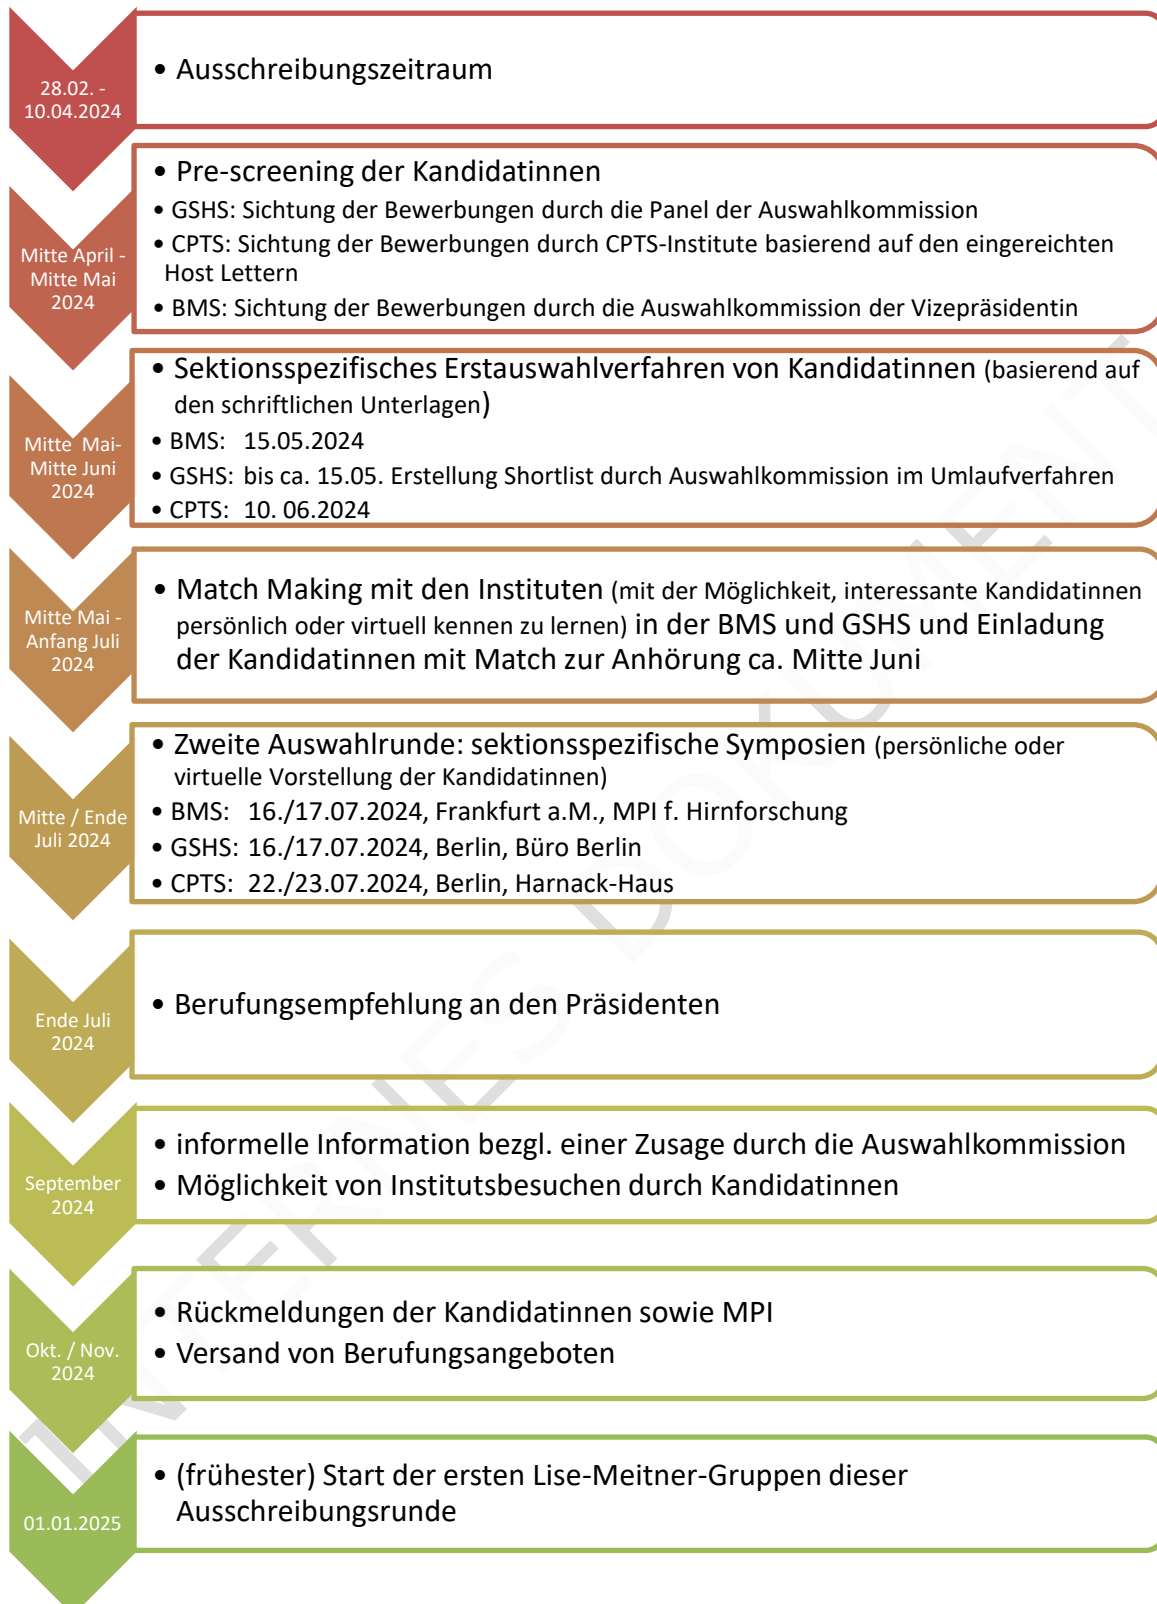 28.02. -
10.04.2024
• Ausschreibungszeitraum
Mitte April -
Mitte Mai
2024
• Pre-screening der Kandidatinnen
• GSHS: Sichtung der Bewerbungen durch die Panel der Auswahlkommission
• CPTS: Sichtung der Bewerbungen durch CPTS-Institute basierend auf den eingereichten
Host Lettern
• BMS: Sichtung der Bewerbungen durch die Auswahlkommission der Vizepräsidentin
Mitte Mai-
Mitte Juni
2024
• Sektionsspezifisches Erstauswahlverfahren von Kandidatinnen (basierend auf
den schriftlichen Unterlagen)
• BMS: 15.05.2024
• GSHS: bis ca. 15.05. Erstellung Shortlist durch Auswahlkommission im Umlaufverfahren
• CPTS: 10. 06.2024
Mitte Mai -
Anfang Juli
2024
• Match Making mit den Instituten (mit der Möglichkeit, interessante Kandidatinnen
persönlich oder virtuell kennen zu lernen) in der BMS und GSHS und Einladung
der Kandidatinnen mit Match zur Anhörung ca. Mitte Juni
Mitte / Ende
Juli 2024
• Zweite Auswahlrunde: sektionsspezifische Symposien (persönliche oder
virtuelle Vorstellung der Kandidatinnen)
• BMS: 16./17.07.2024, Frankfurt a.M., MPI f. Hirnforschung
• GSHS: 16./17.07.2024, Berlin, Büro Berlin
• CPTS: 22./23.07.2024, Berlin, Harnack-Haus
Ende Juli
2024
• Berufungsempfehlung an den Präsidenten
September
2024
• informelle Information bezgl. einer Zusage durch die Auswahlkommission
• Möglichkeit von Institutsbesuchen durch Kandidatinnen
Okt. / Nov.
2024
• Rückmeldungen der Kandidatinnen sowie MPI
• Versand von Berufungsangeboten
01.01.2025
• (frühester) Start der ersten Lise-Meitner-Gruppen dieser
Ausschreibungsrunde
INTERNES DOKUMENT